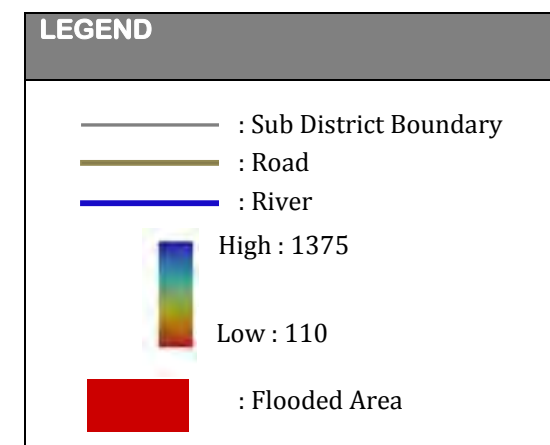 LEGEND
: Sub District Boundary
: Road
: River
High : 1375
Low : 110
: Flooded Area